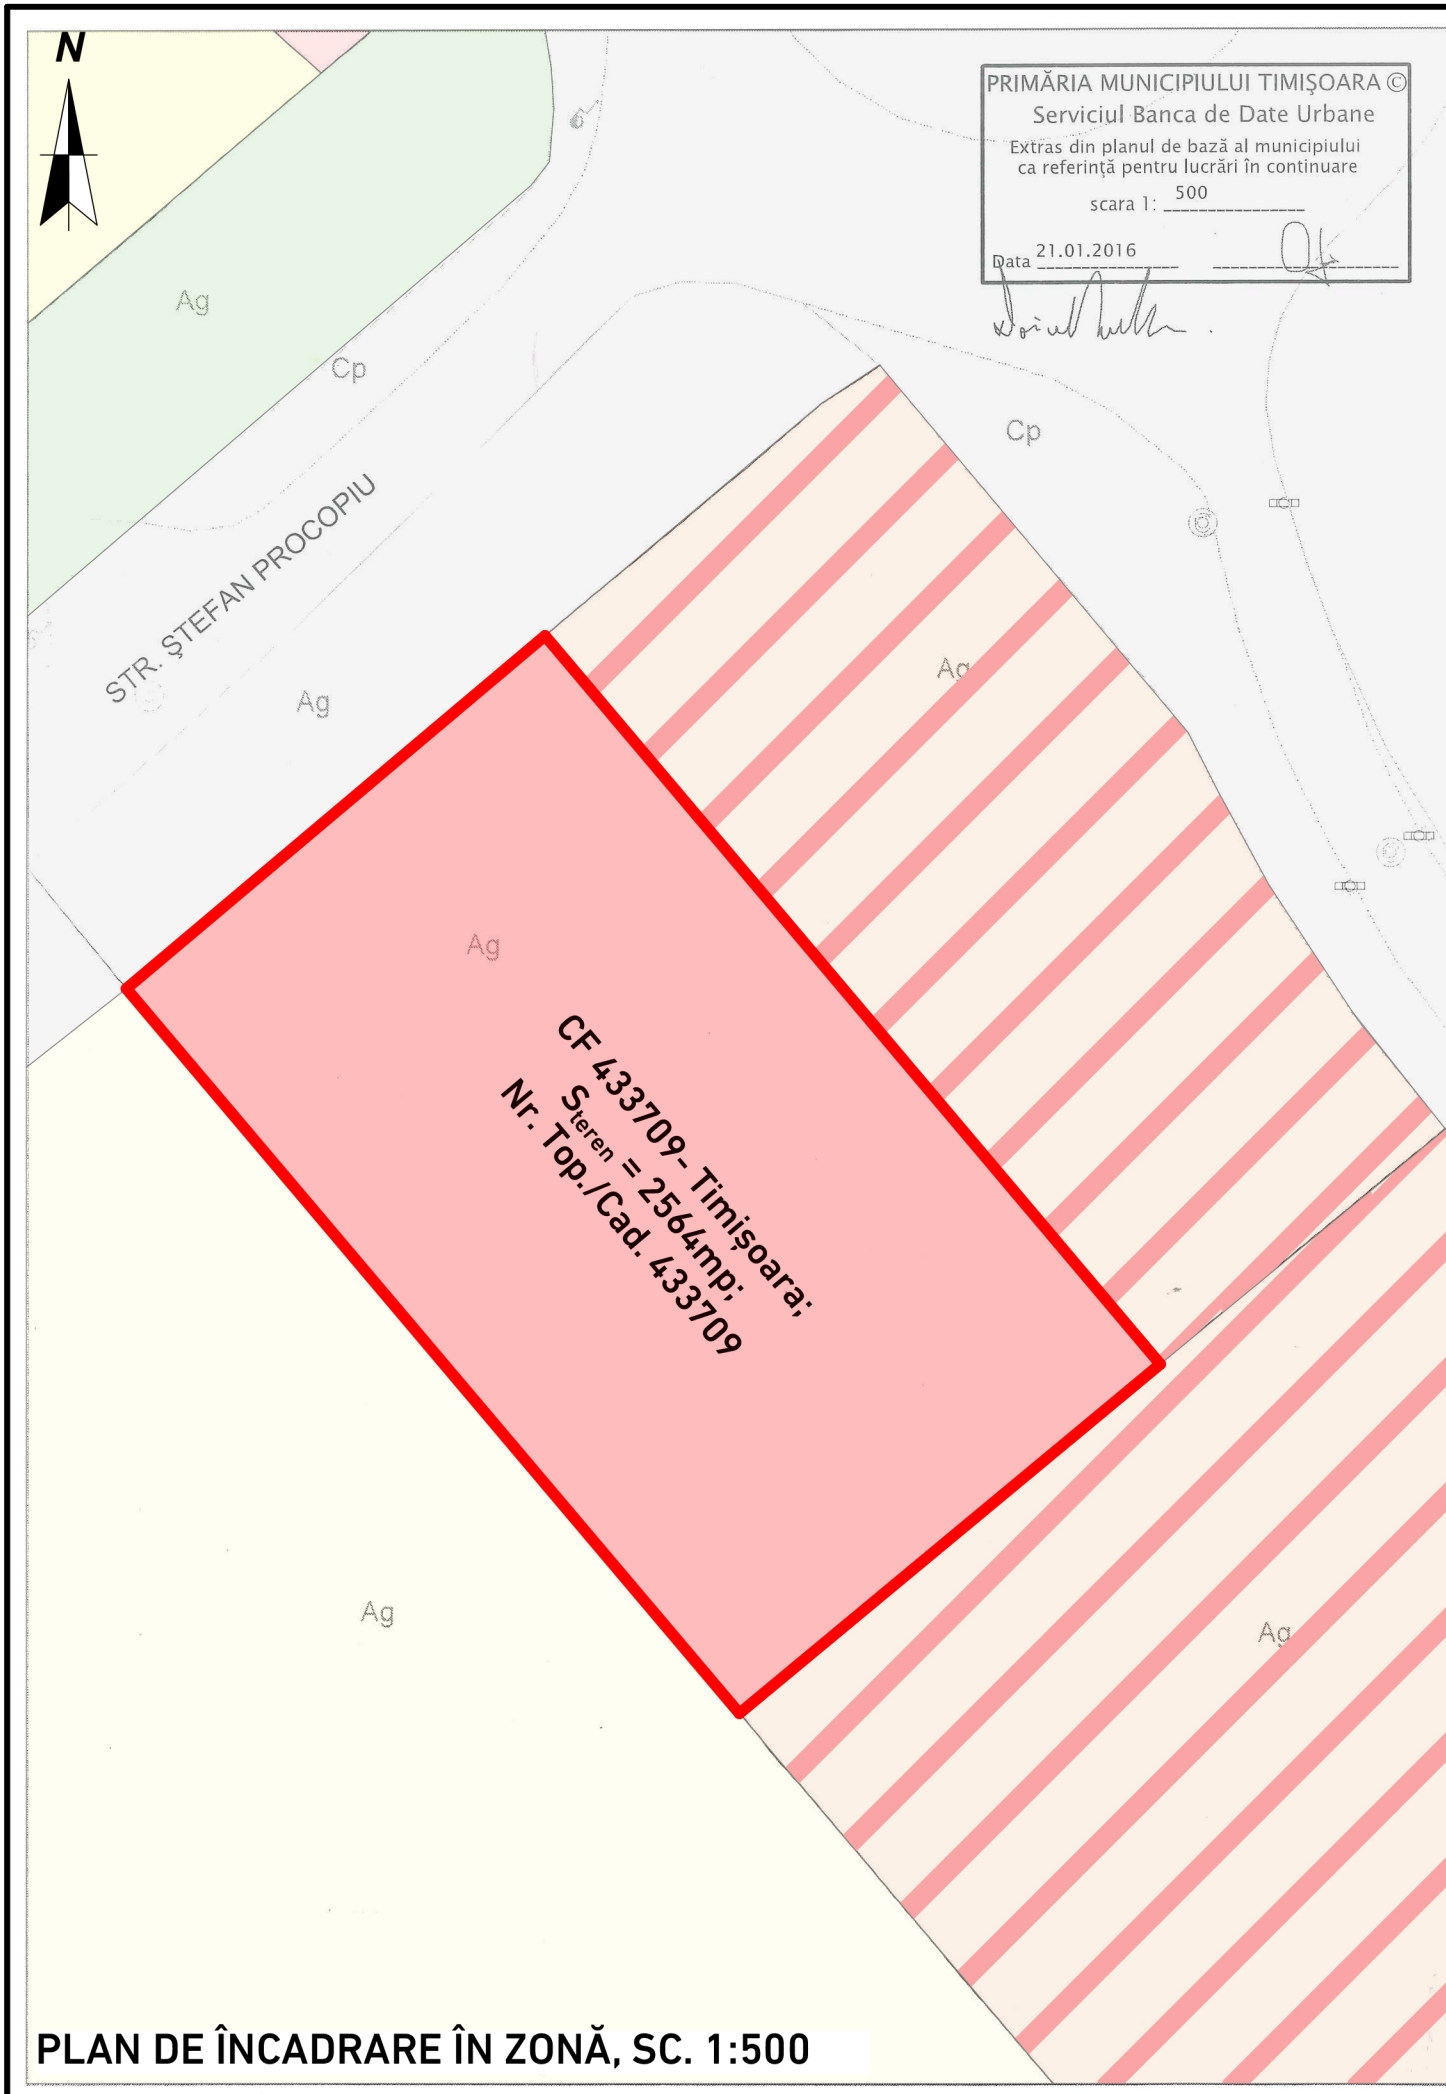 N
PRIMĂRIA MUNICIPIULUI TIMIŞOARA ©
Serviciul Banca de Date Urbane
Extras din planul de bază al municipiului
ca referinţă pentru lucrări în continuare
scara 1: 500
Data 21.01.2016
Ag
Cp
Cp
STR. ŞTEFAN PROCOPIU
Ag
Ag
Ag
CF 433709- Timișoara;
Steren = 2564mp;
Nr. Top./Cad. 433709
Ag
Ag
PLAN DE ÎNCADRARE ÎN ZONĂ, SC. 1:500